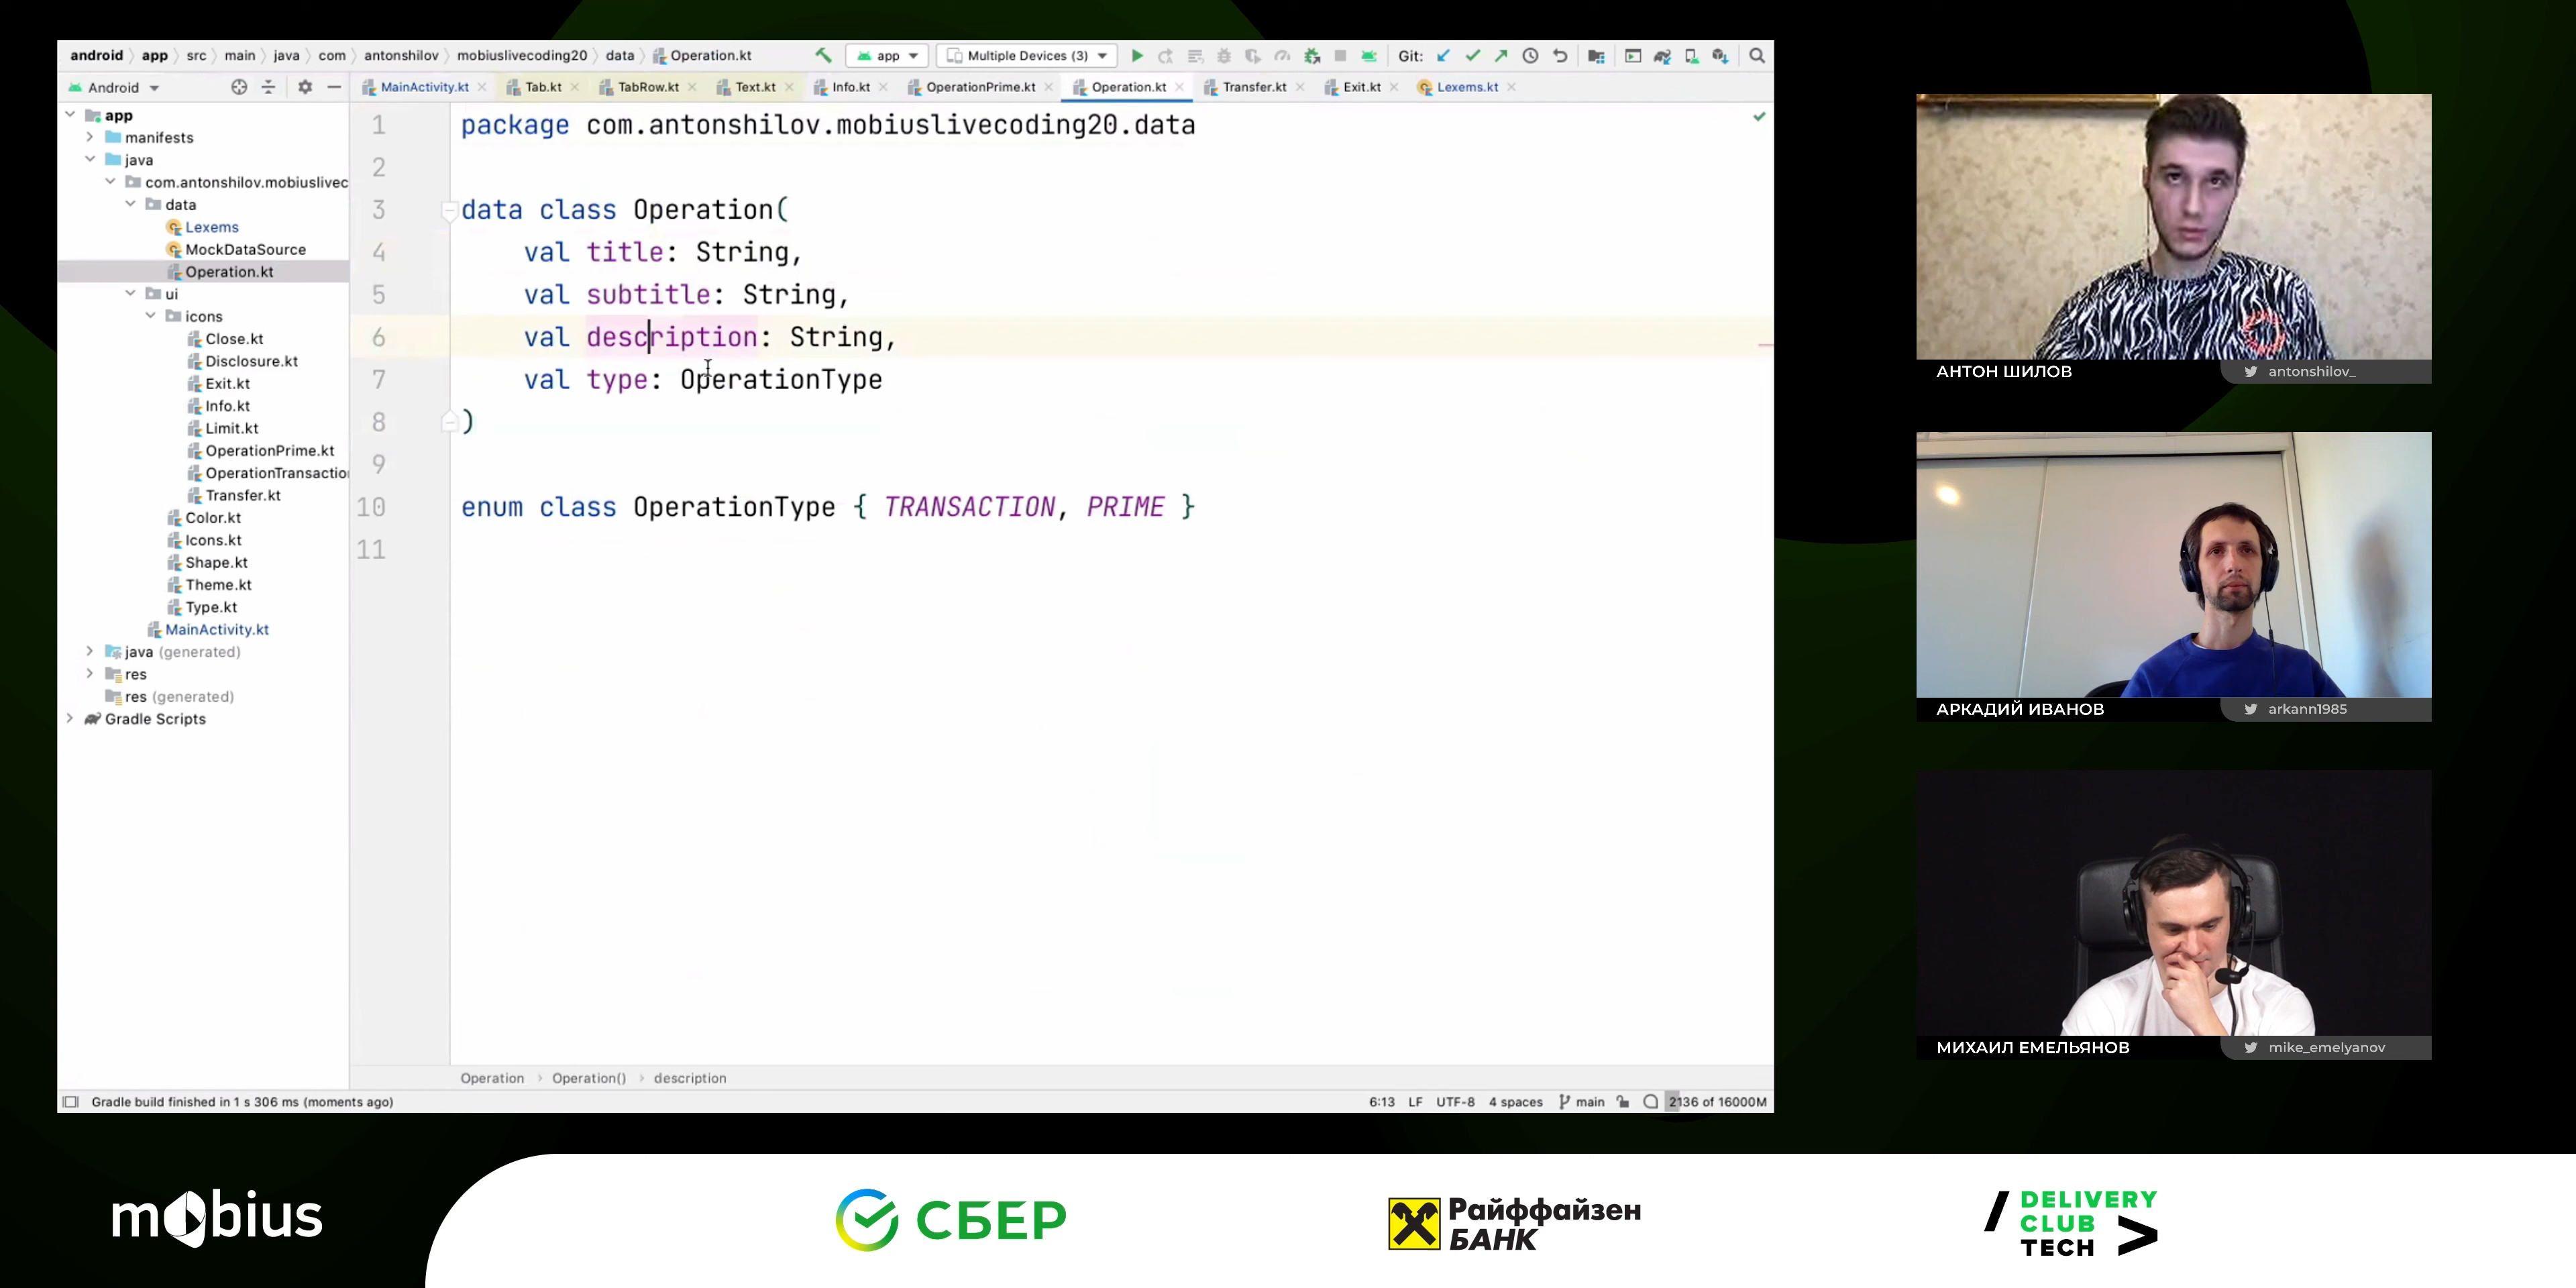 android app src main java com antonshilov mobiuslivecoding20 data Operation.kt
app
Multiple Devices (3)
Git:
Android
MainActivity.kt
Tab.kt
TabRow.kt
Text.kt
Info.kt
OperationPrime.kt
Operation.kt
Transfer.kt
Exit.kt
Lexems.kt
app
manifests
java
com.antonshilov.mobiuslivec
data
Lexems
MockDataSource
Operation.kt
ui
icons
Close.kt
Disclosure.kt
Exit.kt
Info.kt
Limit.kt
OperationPrime.kt
OperationTransactio
Transfer.kt
Color.kt
Icons.kt
Shape.kt
Theme.kt
Type.kt
MainActivity.kt
java (generated)
res
res (generated)
Gradle Scripts
1 package com.antonshilov.mobiuslivecoding20.data
2
3 data class Operation(
4 val title: String,
5 val subtitle: String,
6 val description: String,
7 val type: OperationType
8 )
9
10 enum class OperationType { TRANSACTION, PRIME }
11
Operation Operation() description
Gradle build finished in 1 s 306 ms (moments ago)
6:13 LF UTF-8 4 spaces main 2136 of 16000M
АНТОН ШИЛОВ
antonshilov_
АРКАДИЙ ИВАНОВ
arkann1985
МИХАИЛ ЕМЕЛЬЯНОВ
mike_emelyanov
mobius
СБЕР
Райффайзен
БАНК
DELIVERY
CLUB
TECH